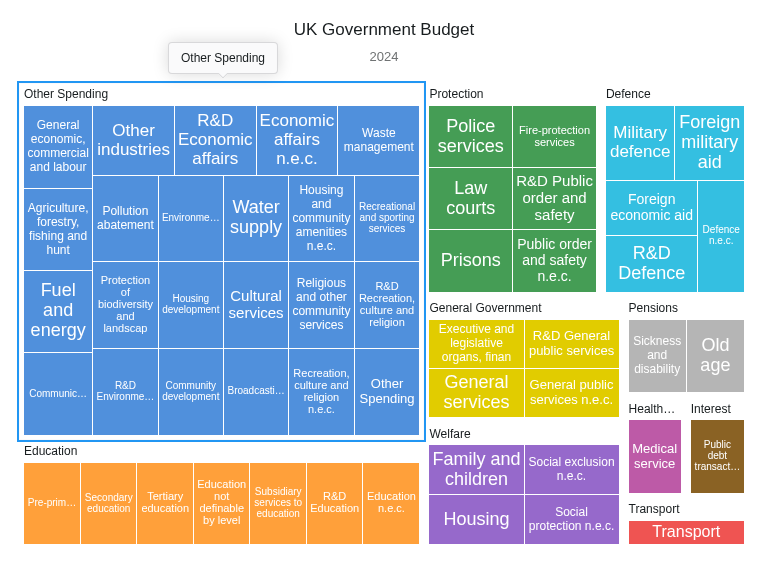 UK Government Budget
2024
Other Spending
Other Spending
General
economic,
commercial
and labour
Other
industries
R&D
Economic
affairs
Economic
affairs
n.e.c.
Waste
management
Agriculture,
forestry,
fishing and
hunt
Pollution
abatement
Environme…
Water
supply
Housing
and
community
amenities
n.e.c.
Recreational
and sporting
services
Fuel
and
energy
Protection
of
biodiversity
and
landscap
Housing
development
Cultural
services
Religious
and other
community
services
R&D
Recreation,
culture and
religion
Communic…
R&D
Environme…
Community
development
Broadcasti…
Recreation,
culture and
religion
n.e.c.
Other
Spending
Education
Pre-prim…
Secondary
education
Tertiary
education
Education
not
definable
by level
Subsidiary
services to
education
R&D
Education
Education
n.e.c.
Protection
Police
services
Fire-protection
services
Law
courts
R&D Public
order and
safety
Prisons
Public order
and safety
n.e.c.
Defence
Military
defence
Foreign
military
aid
Foreign
economic aid
R&D
Defence
Defence
n.e.c.
General Government
Executive and
legislative
organs, finan
R&D General
public services
General
services
General public
services n.e.c.
Pensions
Sickness
and
disability
Old
age
Welfare
Family and
children
Social exclusion
n.e.c.
Housing
Social
protection n.e.c.
Health…
Medical
service
Interest
Public
debt
transact…
Transport
Transport